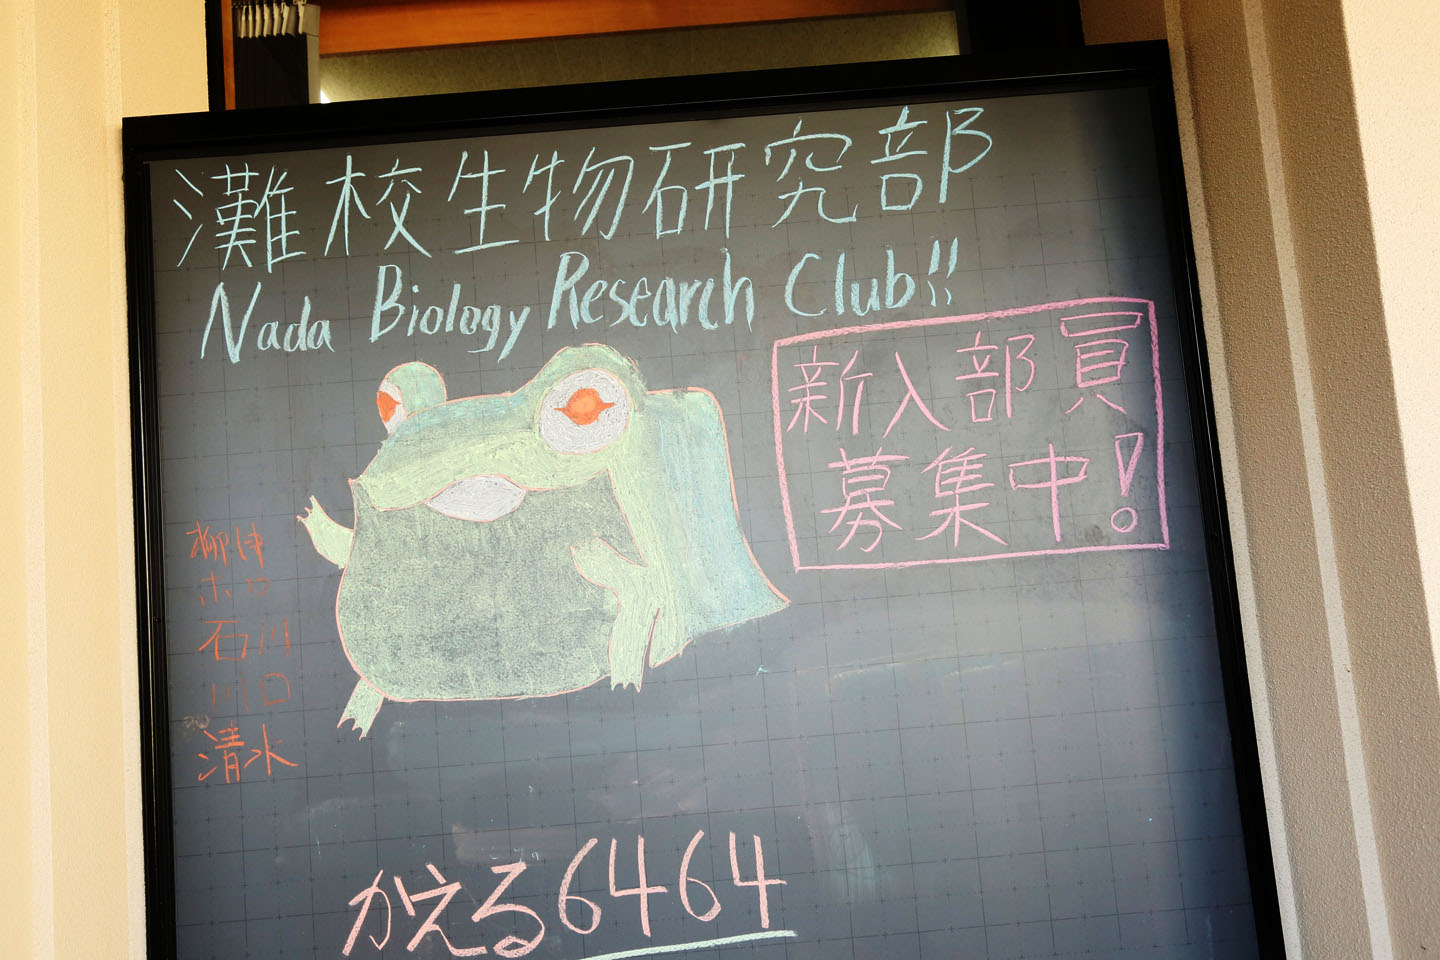 灘校生物研究部
Nada Biology Research Club!!
新入部員
募集中!
柳津
石川
川口
清水
かえる6464